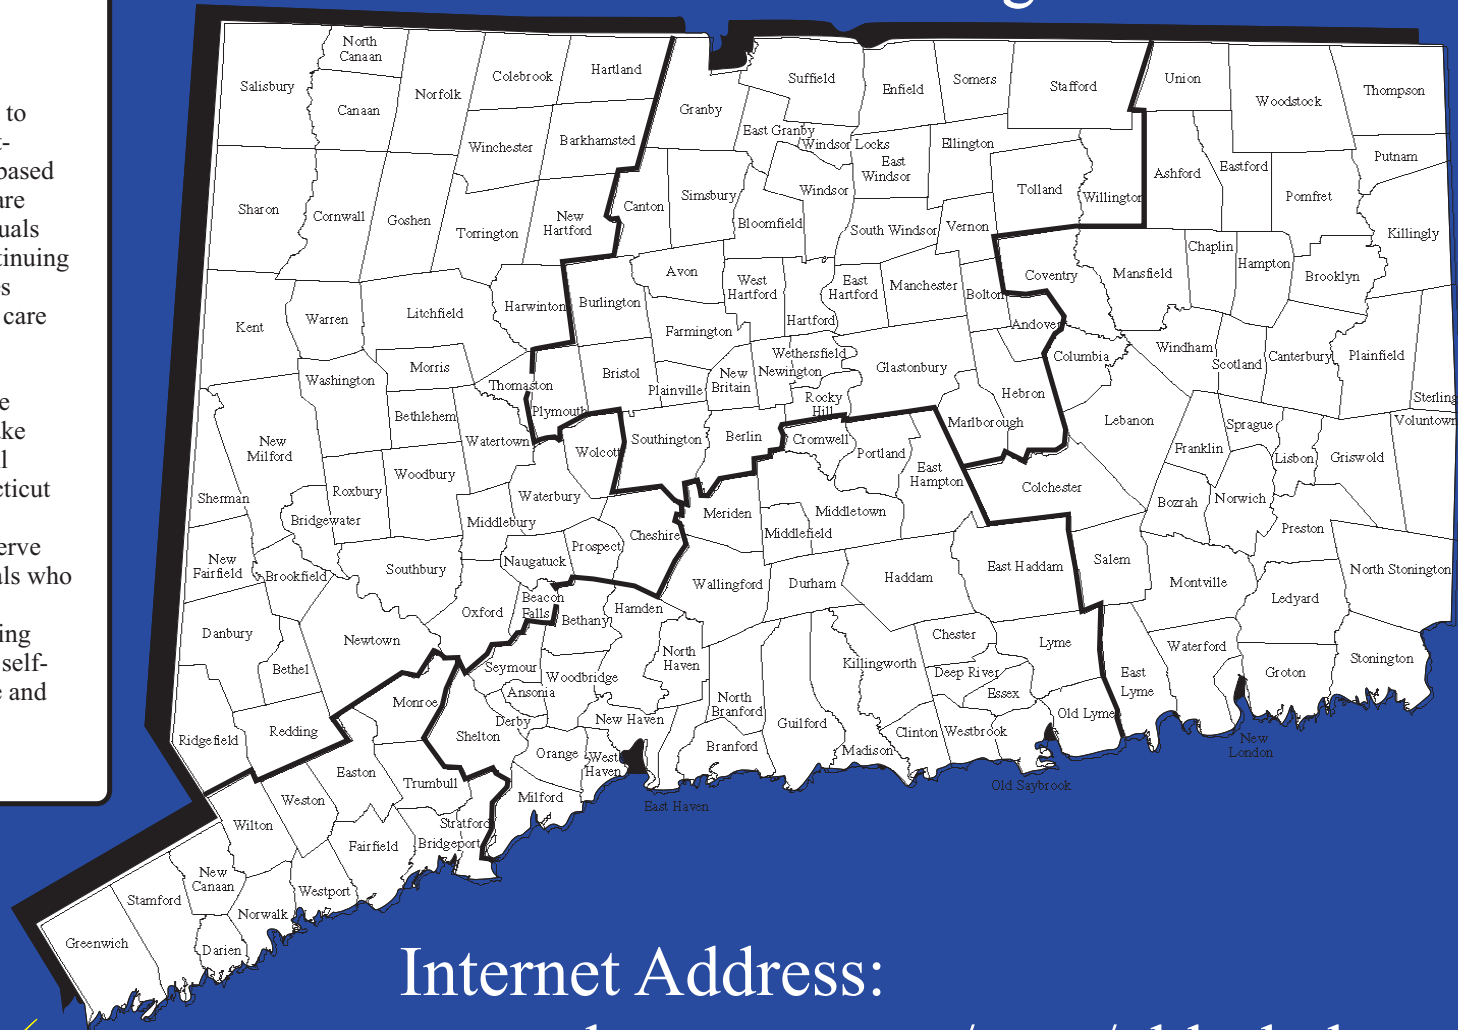 to
t-
based
are
uals
tinuing
es
care
e
ake
l
cticut
erve
als who
ing
self-
e and
North
Canaan
Salisbury
Canaan
Norfolk
Colebrook
Hartland
Winchester
Barkhamsted
Granby
Suffield
East Granby
Windsor Locks
Enfield
Somers
Stafford
Union
Woodstock
Thompson
East
Windsor
Ellington
Tolland
Willington
Ashford
Eastford
Pomfret
Putnam
Killingly
Sharon
Cornwall
Goshen
Torrington
New
Hartford
Canton
Simsbury
Bloomfield
Windsor
South Windsor
Vernon
Coventry
Mansfield
Chaplin
Hampton
Brooklyn
Kent
Warren
Litchfield
Harwinton
Burlington
Avon
West
Hartford
Hartford
East
Hartford
Manchester
Bolton
Andover
Columbia
Windham
Scotland
Canterbury
Plainfield
Sterling
Voluntown
Washington
Morris
Bethlehem
Thomaston
Plymouth
Bristol
Farmington
Plainville
New
Britain
Newington
Wethersfield
Rocky
Hill
Glastonbury
Hebron
Marlborough
Lebanon
Franklin
Sprague
Lisbon
Griswold
New
Milford
Sherman
Bridgewater
Roxbury
Woodbury
Watertown
Wolcott
Southington
Berlin
Cromwell
Portland
East
Hampton
Colchester
Bozrah
Norwich
Preston
North Stonington
New
Fairfield
Brookfield
Southbury
Middlebury
Waterbury
Naugatuck
Prospect
Cheshire
Meriden
Middlefield
Middletown
Haddam
East Haddam
Salem
Montville
Ledyard
Danbury
Bethel
Newtown
Oxford
Beacon
Falls
Bethany
Hamden
Wallingford
Durham
Chester
Lyme
East
Lyme
Waterford
Groton
Stonington
Ridgefield
Redding
Monroe
Seymour
Ansonia
Derby
Shelton
Woodbridge
North
Haven
New Haven
North
Branford
Guilford
Killingworth
Deep River
Essex
Old Lyme
New
London
Easton
Trumbull
Orange
West
Haven
Milford
East Haven
Branford
Madison
Clinton
Westbrook
Old Saybrook
Weston
Wilton
Fairfield
Stratford
Bridgeport
New
Canaan
Stamford
Westport
Norwalk
Darien
Greenwich
Internet Address: